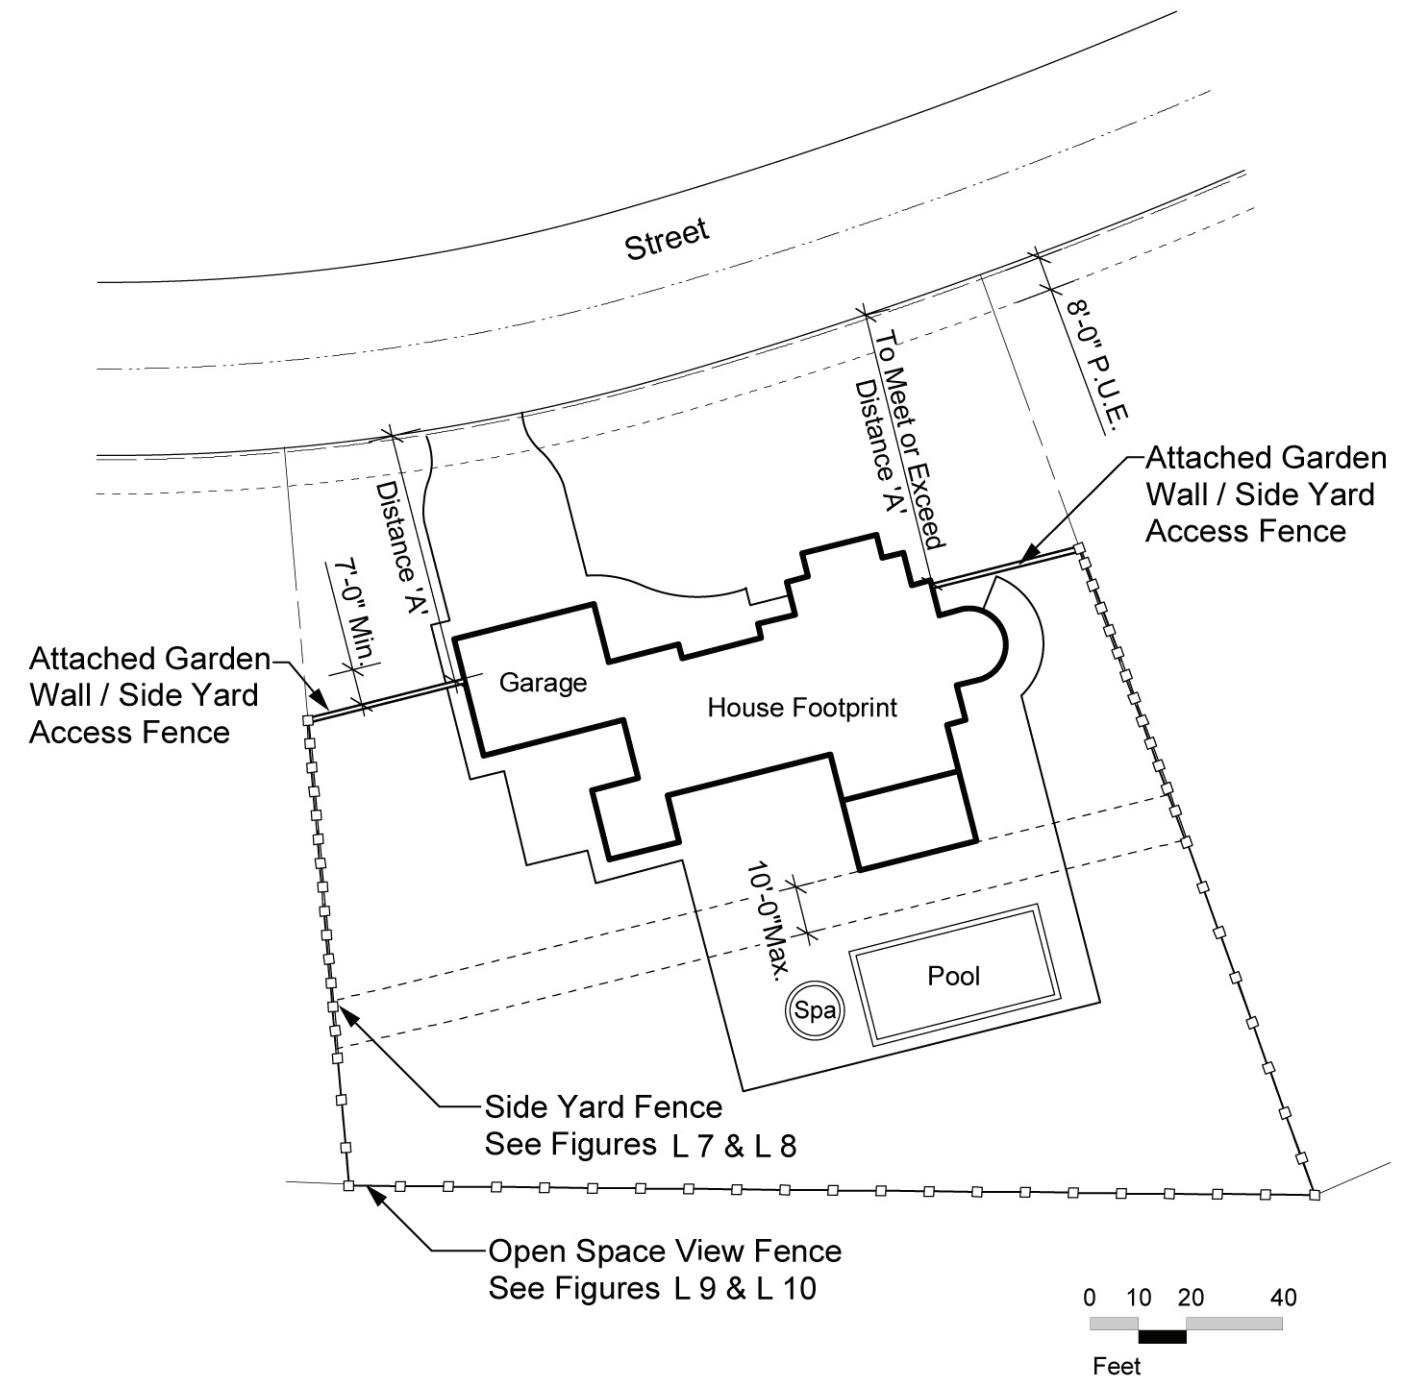 Street
8'-0" P.U.E.
To Meet or Exceed
Distance 'A'
Attached Garden
Wall / Side Yard
Access Fence
Distance 'A'
7'-0" Min.
Attached Garden
Wall / Side Yard
Access Fence
Garage
House Footprint
10'-0"Max.
Pool
Spa
Side Yard Fence
See Figures L 7 & L 8
Open Space View Fence
See Figures L 9 & L 10
0 10 20 40
Feet